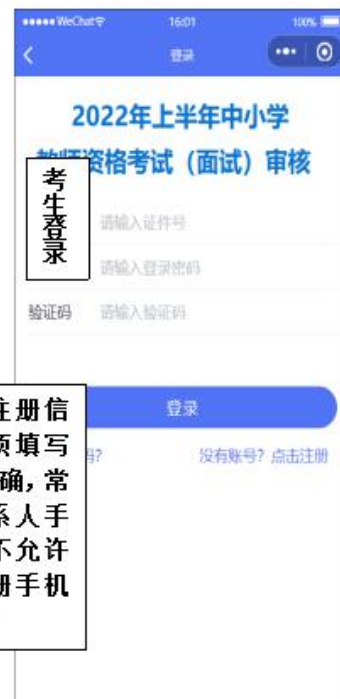 WeChat 16:01 100%
登录
2022年上半年中小学
教师资格考试（面试）审核
考生登录
请输入证件号
请输入登录密码
验证码 请输入验证码
登录
没有账号？点击注册
注册信
须填写
确，常
系人手
不允许
册手机